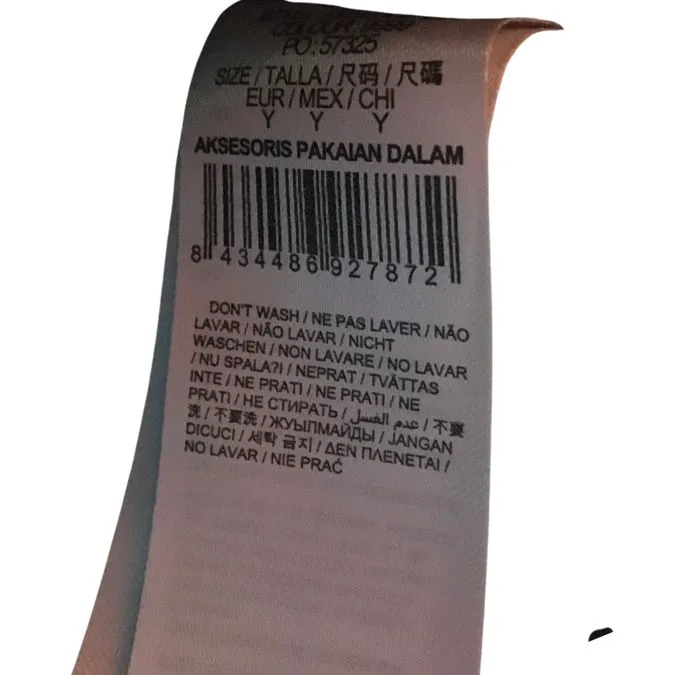 PO: 57325
SIZE / TALLA / 尺码 / 尺碼
EUR / MEX / CHI
Y Y Y
AKSESORIS PAKAIAN DALAM
8 434486 927872
DON'T WASH / NE PAS LAVER / NÃO
LAVAR / NÃO LAVAR / NICHT
WASCHEN / NON LAVARE / NO LAVAR
/ NU SPALA?I / NEPRAT / TVÄTTAS
INTE / NE PRATI / NE PRATI / NE
PRATI / НЕ СТИРАТЬ / عدم الغسل / 不要
洗 / 不要洗 / ЖУЫЛМАЙДЫ / JANGAN
DICUCI / 세탁 금지 / ΔΕΝ ΠΛΕΝΕΤΑΙ /
NO LAVAR / NIE PRAĆ